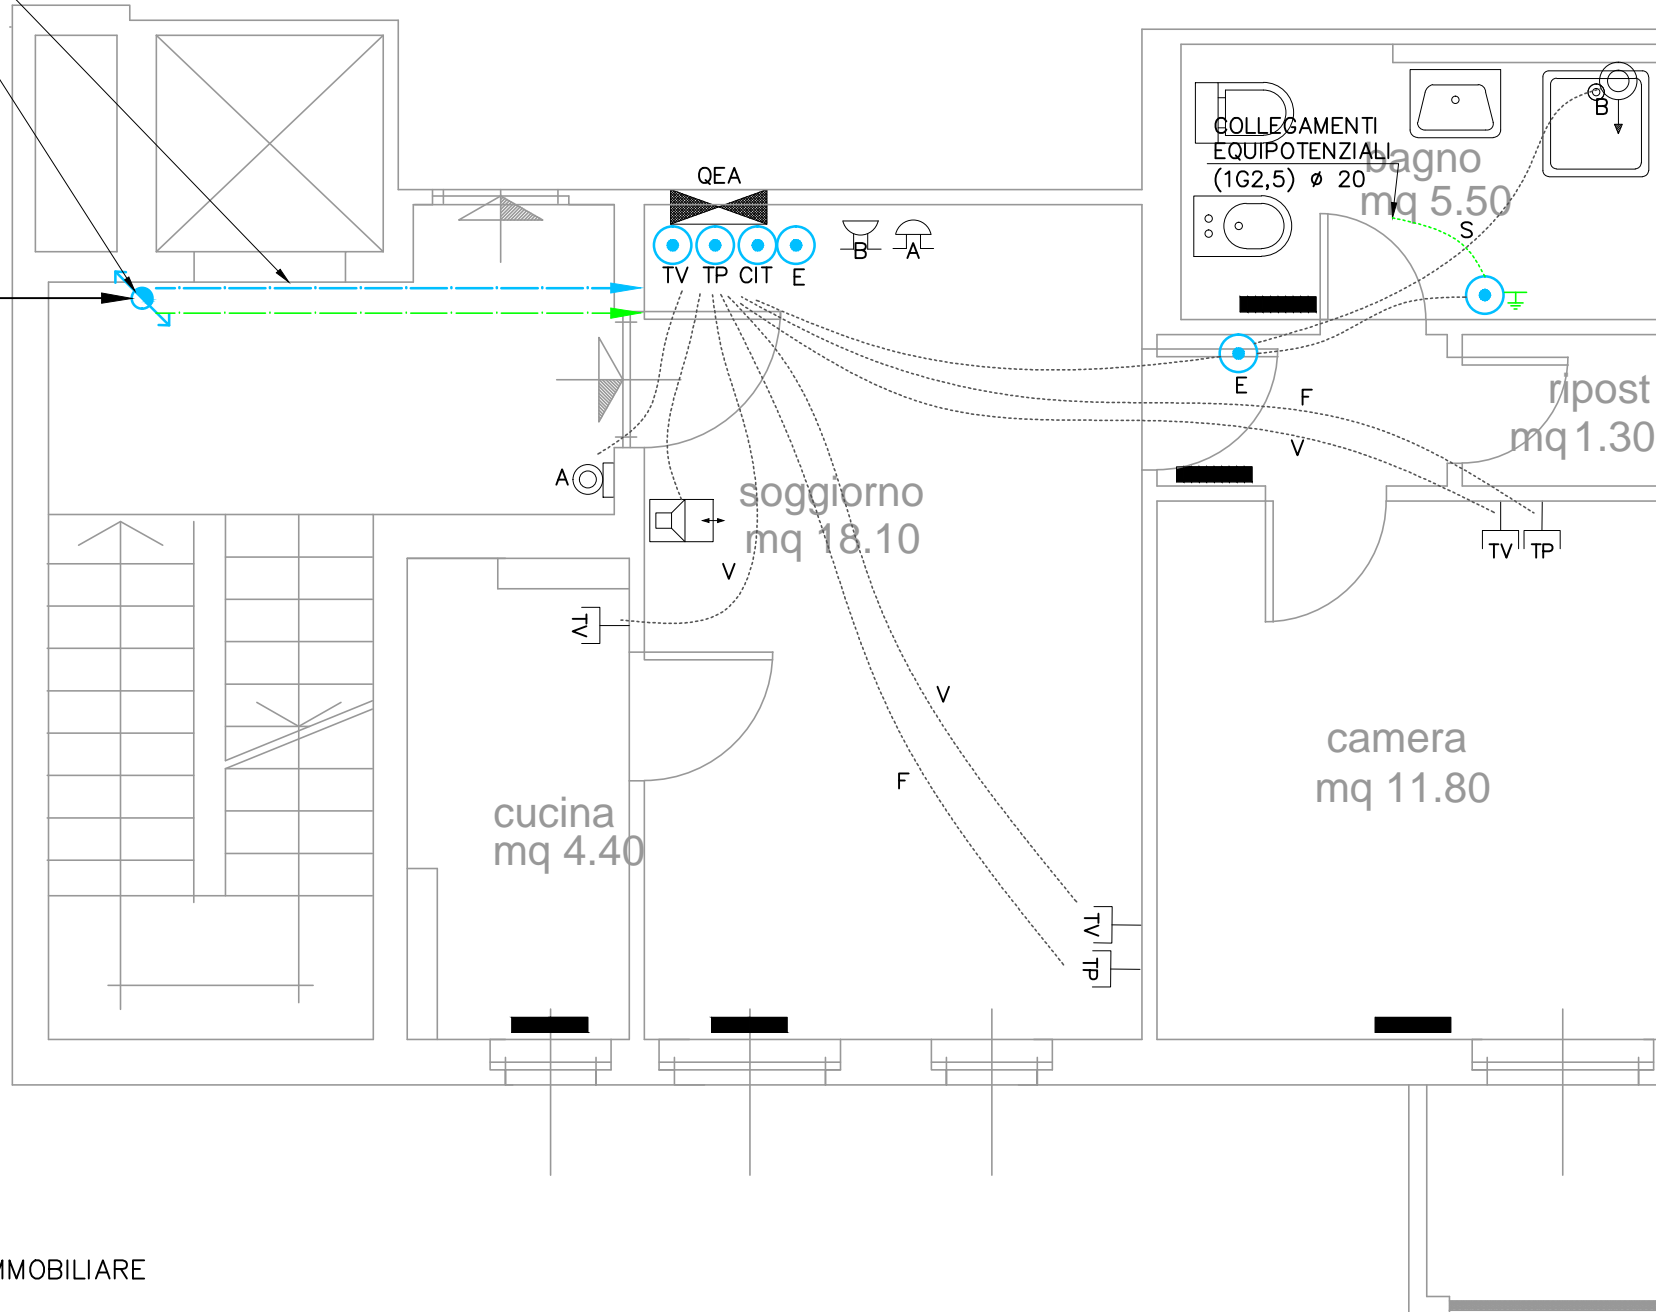 QEA
TV TP CIT E
B A
COLLEGAMENTI
EQUIPOTENZIALI
(1G2,5) ø 20
bagno
mq 5.50
B
S
E
F
V
ripost
mq 1.30
A
soggiorno
mq 18.10
V
TV
TV TP
V
F
camera
mq 11.80
cucina
mq 4.40
TV
TP
MMOBILIARE